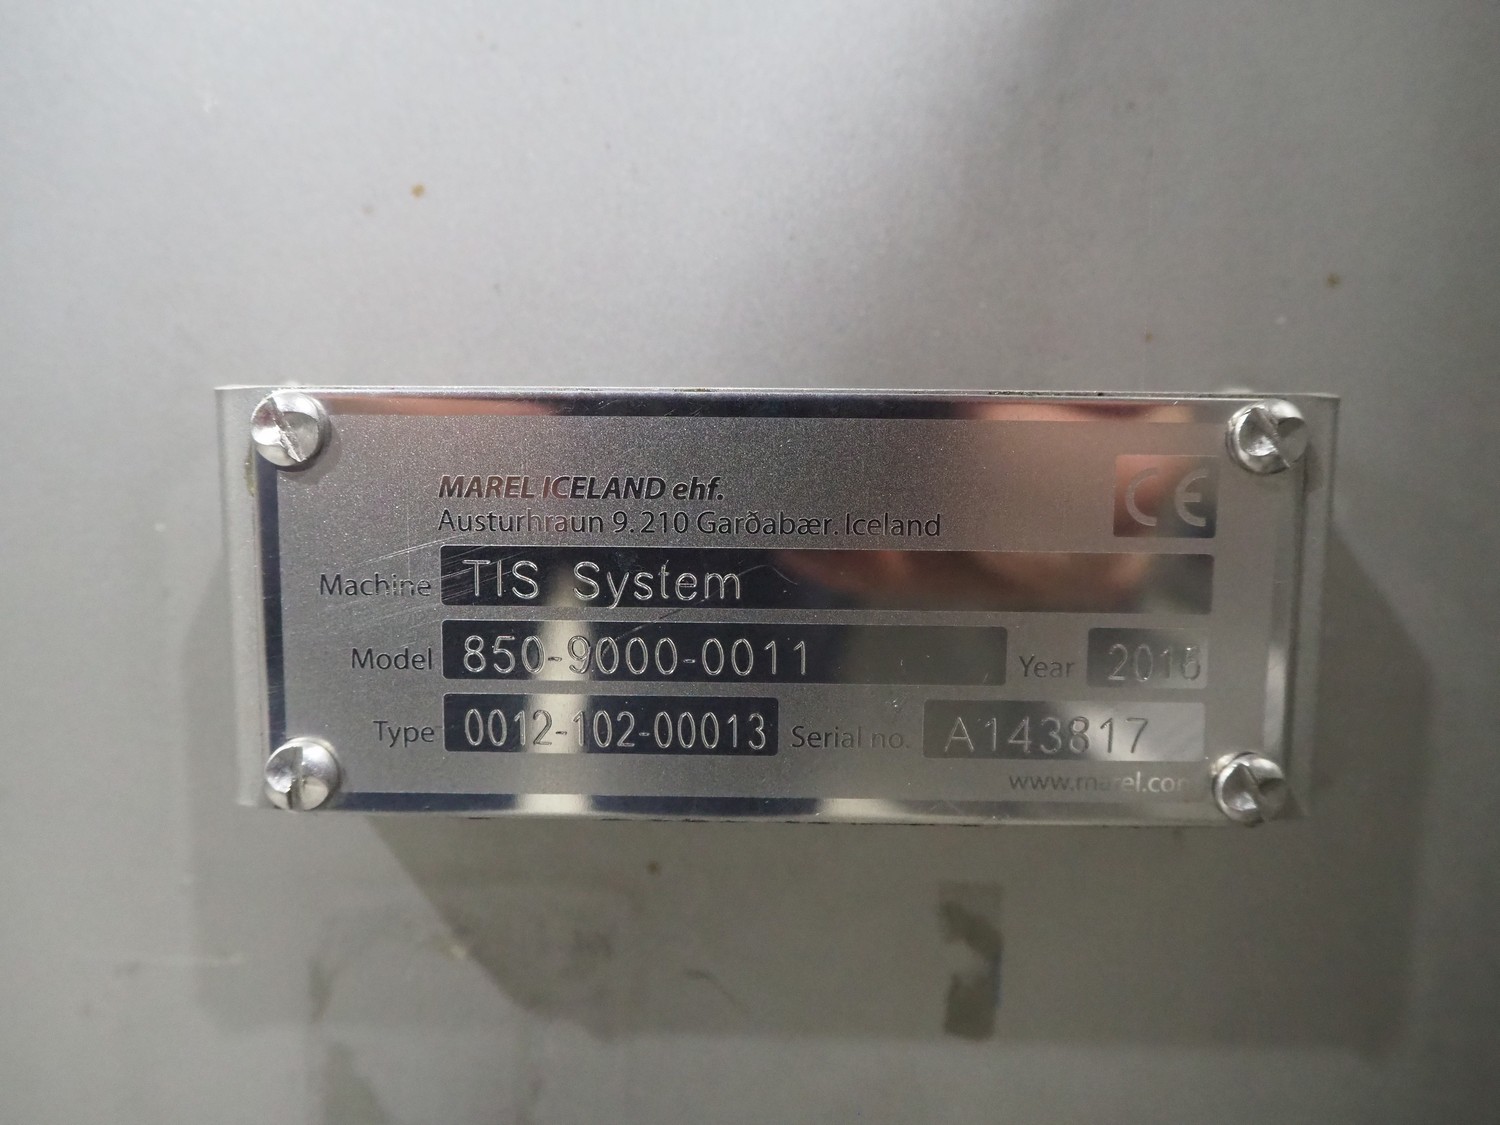 MAREL ICELAND ehf.
Austurhraun 9. 210 Garðabær. Iceland
CE
Machine TIS System
Model 850-9000-0011 Year 2016
Type 0012-102-00013 Serial no. A143817
www.marel.com